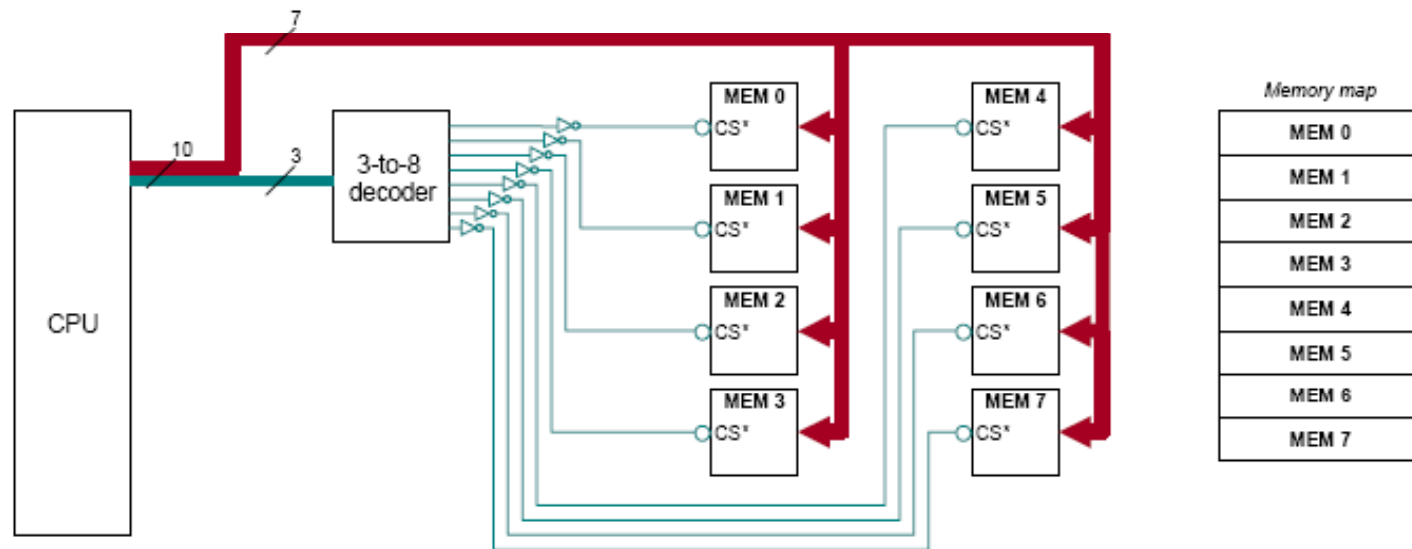 7
MEM 0
CS*
MEM 4
CS*
Memory map
MEM 0
MEM 1
MEM 2
MEM 3
MEM 4
MEM 5
MEM 6
MEM 7
10
3
3-to-8
decoder
CPU
MEM 1
CS*
MEM 5
CS*
MEM 2
CS*
MEM 6
CS*
MEM 3
CS*
MEM 7
CS*